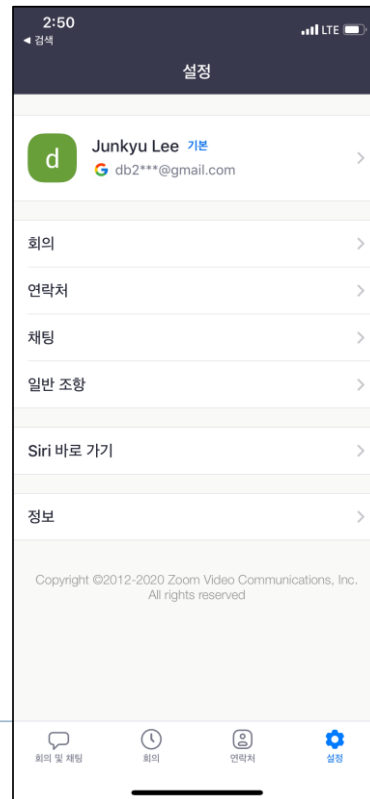 2:50
LTE
◀ 검색
설정
d
Junkyu Lee 기본
G db2***@gmail.com
회의
연락처
채팅
일반 조항
Siri 바로 가기
정보
Copyright ©2012-2020 Zoom Video Communications, Inc.
All rights reserved
회의 및 채팅
회의
연락처
설정